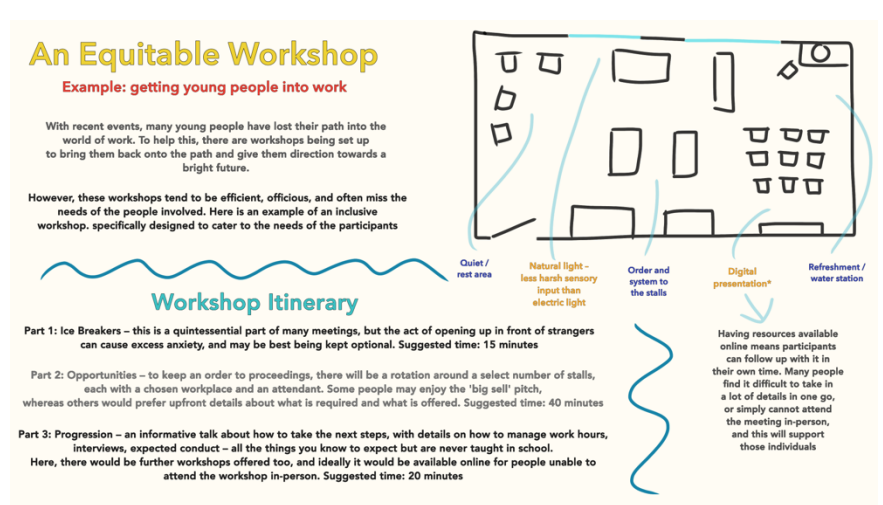 An Equitable Workshop
Example: getting young people into work
With recent events, many young people have lost their path into the
world of work. To help this, there are workshops being set up
to bring them back onto the path and give them direction towards a
bright future.
However, these workshops tend to be efficient, officious, and often miss the
needs of the people involved. Here is an example of an inclusive
workshop. specifically designed to cater to the needs of the participants
Quiet /
rest area
Natural light –
less harsh sensory
input than
electric light
Order and
system to
the stalls
Digital
presentation*
Refreshment /
water station
Workshop Itinerary
Part 1: Ice Breakers – this is a quintessential part of many meetings, but the act of opening up in front of strangers
can cause excess anxiety, and may be best being kept optional. Suggested time: 15 minutes
Part 2: Opportunities – to keep an order to proceedings, there will be a rotation around a select number of stalls,
each with a chosen workplace and an attendant. Some people may enjoy the 'big sell' pitch,
whereas others would prefer upfront details about what is required and what is offered. Suggested time: 40 minutes
Part 3: Progression – an informative talk about how to take the next steps, with details on how to manage work hours,
interviews, expected conduct – all the things you know to expect but are never taught in school.
Here, there would be further workshops offered too, and ideally it would be available online for people unable to
attend the workshop in-person. Suggested time: 20 minutes
Having resources available
online means participants
can follow up with it in
their own time. Many people
find it difficult to take in
a lot of details in one go,
or simply cannot attend
the meeting in-person,
and this will support
those individuals